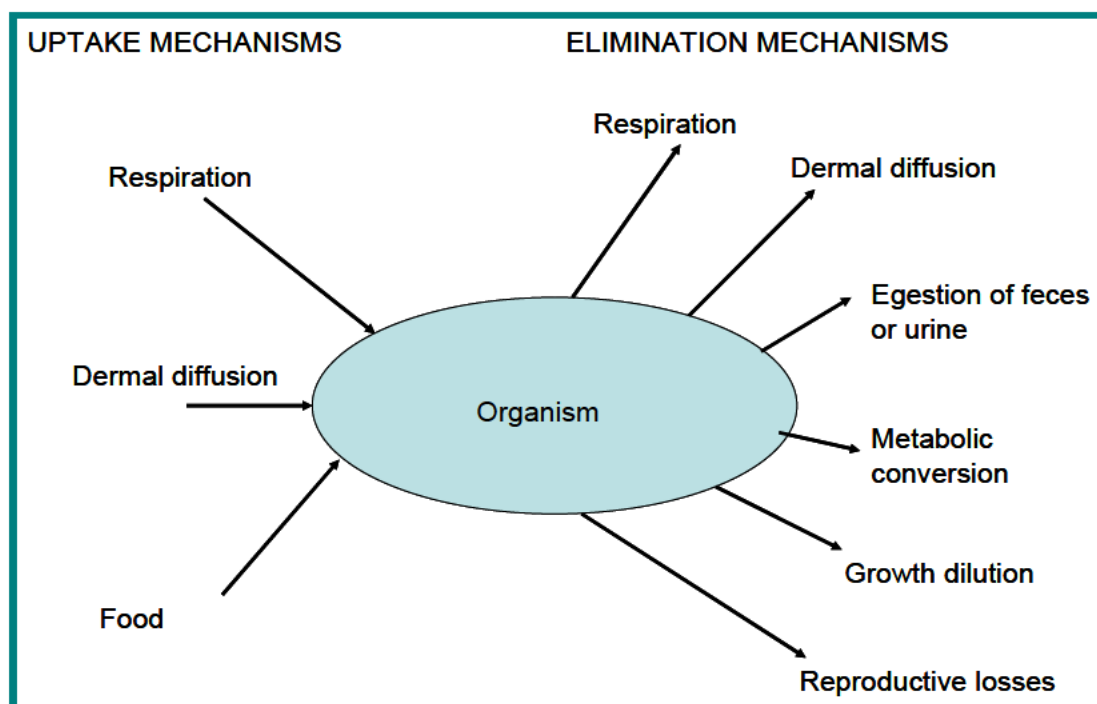 UPTAKE MECHANISMS
ELIMINATION MECHANISMS
Respiration
Dermal diffusion
Food
Organism
Respiration
Dermal diffusion
Egestion of feces
or urine
Metabolic
conversion
Growth dilution
Reproductive losses